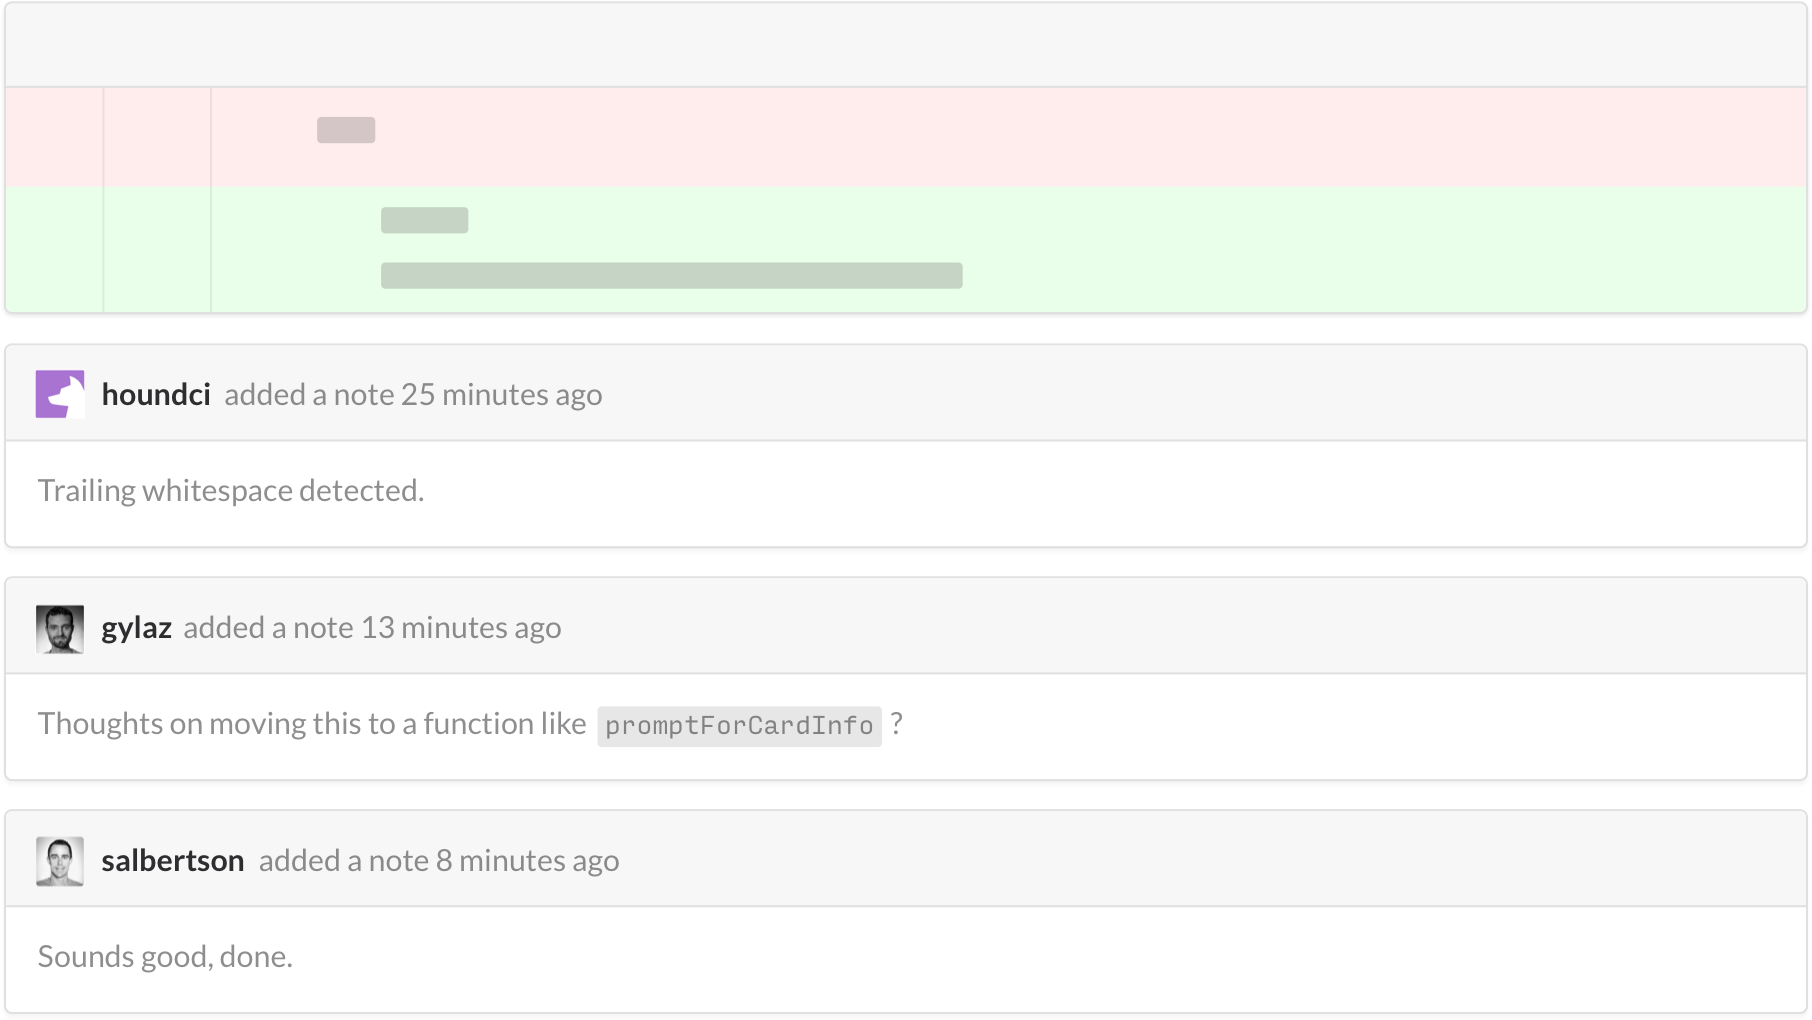 houndci added a note 25 minutes ago
Trailing whitespace detected.
gylaz added a note 13 minutes ago
Thoughts on moving this to a function like promptForCardInfo ?
salbertson added a note 8 minutes ago
Sounds good, done.